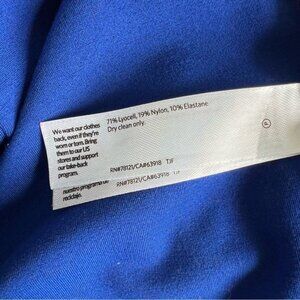 We want our clothes
back, even if they're
worn or torn. Bring
them to our US
stores and support
our take-back
program.
71% Lyocell, 19% Nylon, 10% Elastane.
Dry clean only.
P
RN#78121/CA#63918 TJF
nuestro programa de
reciclaje.
RN#78121/CA#63918 TJF